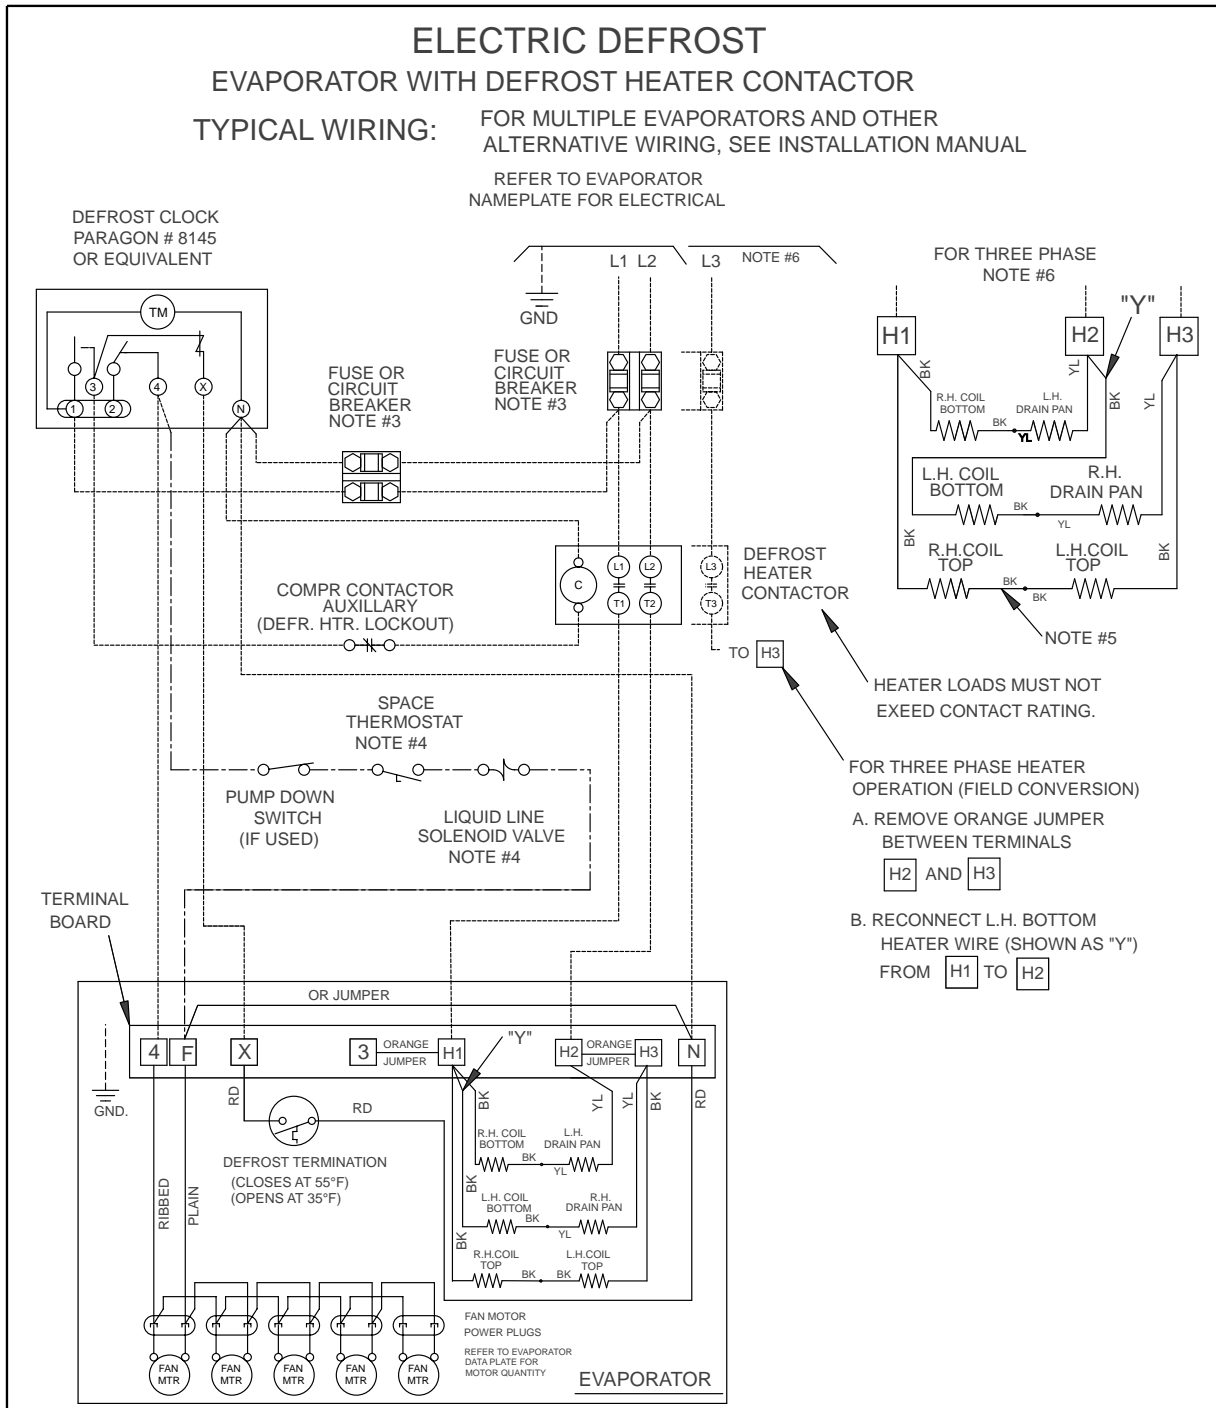 ELECTRIC DEFROST
EVAPORATOR WITH DEFROST HEATER CONTACTOR
TYPICAL WIRING:
FOR MULTIPLE EVAPORATORS AND OTHER
ALTERNATIVE WIRING, SEE INSTALLATION MANUAL
REFER TO EVAPORATOR
NAMEPLATE FOR ELECTRICAL
DEFROST CLOCK
PARAGON # 8145
OR EQUIVALENT
TM
3
4
X
1
2
N
FUSE OR
CIRCUIT
BREAKER
NOTE #3
GND
L1 L2 L3
NOTE #6
FUSE OR
CIRCUIT
BREAKER
NOTE #3
FOR THREE PHASE
NOTE #6
"Y"
H1
H2
H3
BK
YL
BK
YL
R.H. COIL
BOTTOM
BK
YL
L.H.
DRAIN PAN
L.H. COIL
BOTTOM
BK
YL
R.H.
DRAIN PAN
BK
BK
R.H.COIL
TOP
BK
BK
L.H.COIL
TOP
NOTE #5
C
L1
L2
L3
T1
T2
T3
DEFROST
HEATER
CONTACTOR
TO H3
COMPR CONTACTOR
AUXILLARY
(DEFR. HTR. LOCKOUT)
HEATER LOADS MUST NOT
EXEED CONTACT RATING.
SPACE
THERMOSTAT
NOTE #4
PUMP DOWN
SWITCH
(IF USED)
LIQUID LINE
SOLENOID VALVE
NOTE #4
FOR THREE PHASE HEATER
OPERATION (FIELD CONVERSION)
A. REMOVE ORANGE JUMPER
BETWEEN TERMINALS
H2 AND H3
B. RECONNECT L.H. BOTTOM
HEATER WIRE (SHOWN AS "Y")
FROM H1 TO H2
TERMINAL
BOARD
OR JUMPER
"Y"
4
F
X
3
ORANGE
JUMPER
H1
H2
ORANGE
JUMPER
H3
N
GND.
RD
RD
BK
YL
YL
BK
RD
DEFROST TERMINATION
(CLOSES AT 55°F)
(OPENS AT 35°F)
RIBBED
PLAIN
R.H. COIL
BOTTOM
BK
YL
L.H.
DRAIN PAN
BK
L.H. COIL
BOTTOM
BK
YL
R.H.
DRAIN PAN
BK
R.H.COIL
TOP
BK
BK
L.H.COIL
TOP
FAN MOTOR
POWER PLUGS
REFER TO EVAPORATOR
DATA PLATE FOR
MOTOR QUANTITY
FAN
MTR
FAN
MTR
FAN
MTR
FAN
MTR
FAN
MTR
EVAPORATOR